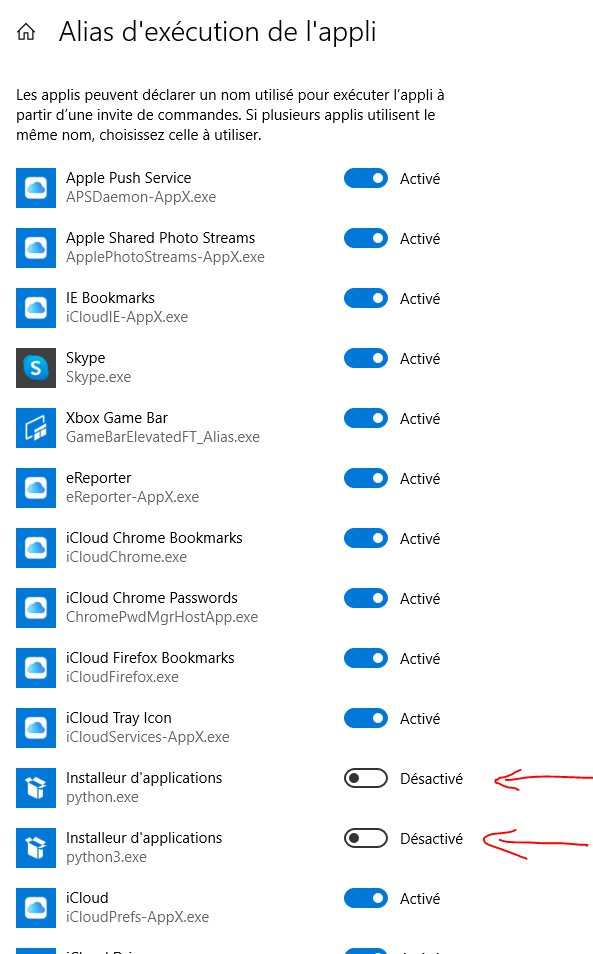 Alias d'exécution de l'appli
Les applis peuvent déclarer un nom utilisé pour exécuter l’appli à
partir d’une invite de commandes. Si plusieurs applis utilisent le
même nom, choisissez celle à utiliser.
Apple Push Service
Activé
APSDaemon-AppX.exe
Apple Shared Photo Streams
Activé
ApplePhotoStreams-AppX.exe
IE Bookmarks
Activé
iCloudIE-AppX.exe
Skype
Activé
Skype.exe
Xbox Game Bar
Activé
GameBarElevatedFT_Alias.exe
eReporter
Activé
eReporter-AppX.exe
iCloud Chrome Bookmarks
Activé
iCloudChrome.exe
iCloud Chrome Passwords
Activé
ChromePwdMgrHostApp.exe
iCloud Firefox Bookmarks
Activé
iCloudFirefox.exe
iCloud Tray Icon
Activé
iCloudServices-AppX.exe
Installeur d'applications
Désactivé
python.exe
Installeur d'applications
Désactivé
python3.exe
iCloud
Activé
iCloudPrefs-AppX.exe